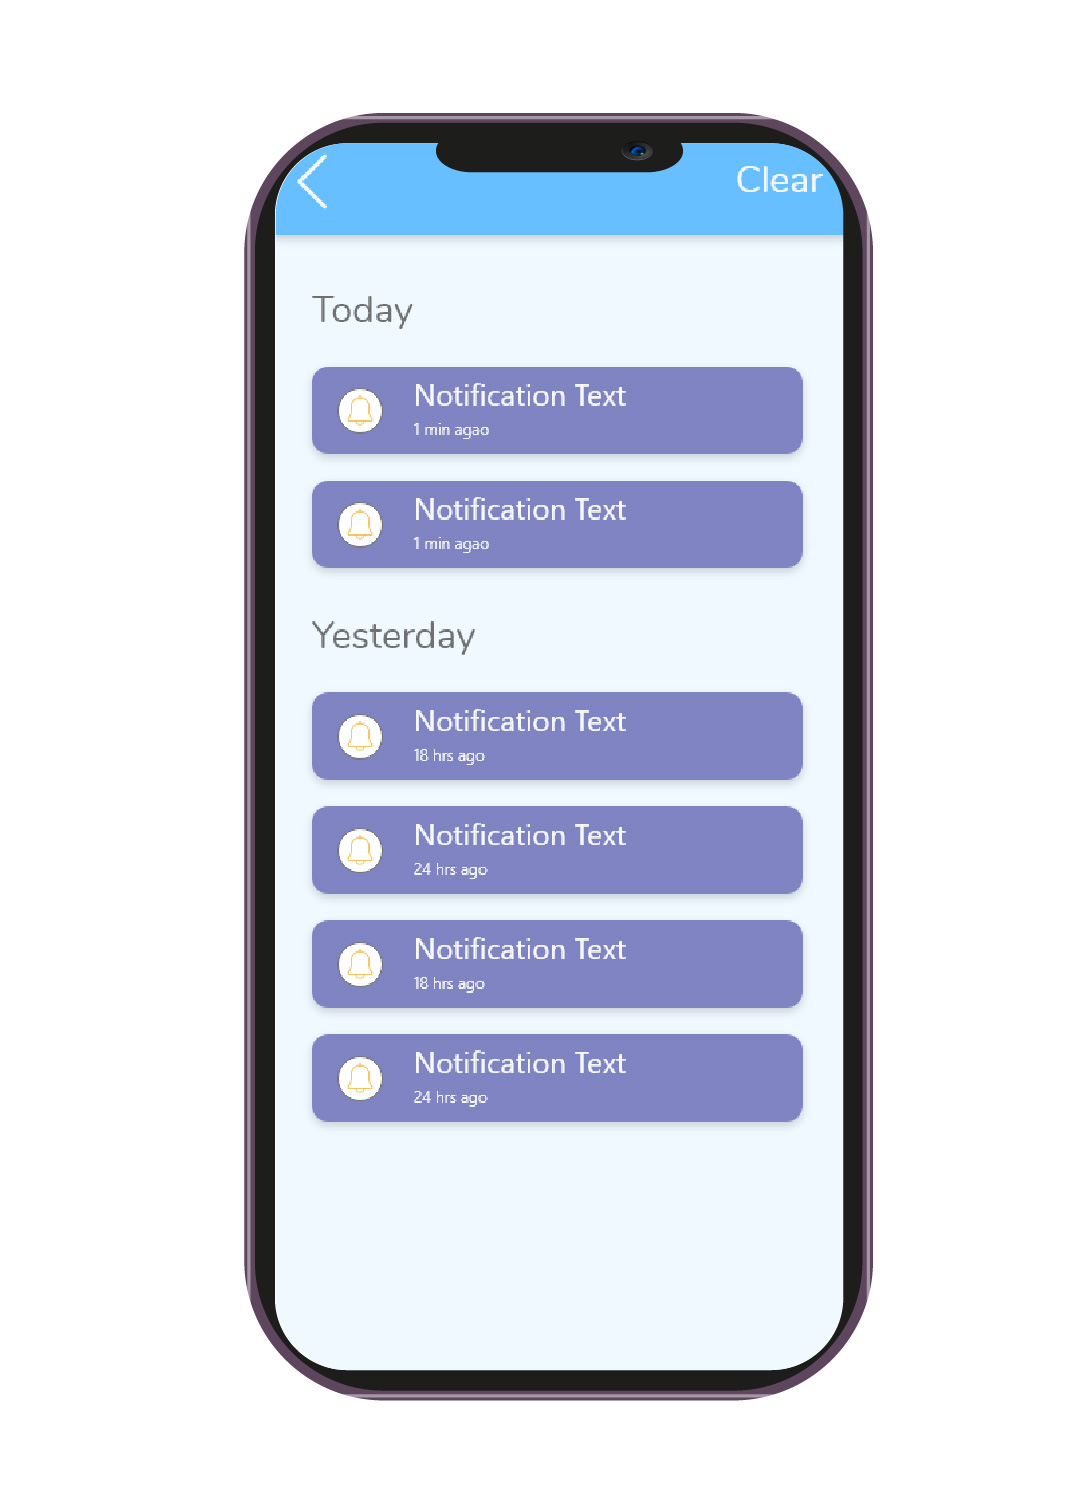 Clear
Today
Notification Text
1 min agao
Notification Text
1 min agao
Yesterday
Notification Text
18 hrs ago
Notification Text
24 hrs ago
Notification Text
18 hrs ago
Notification Text
24 hrs ago